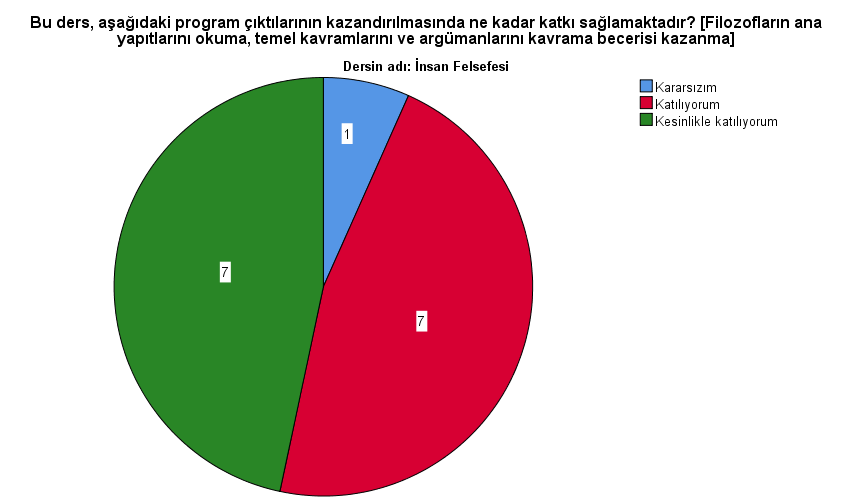 Bu ders, aşağıdaki program çıktılarının kazandırılmasında ne kadar katkı sağlamaktadır? [Filozofların ana
yapıtlarını okuma, temel kavramlarını ve argümanlarını kavrama becerisi kazanma]
Dersin adı: İnsan Felsefesi
Kararsızım
Katılıyorum
Kesinlikle katılıyorum
1
7
7